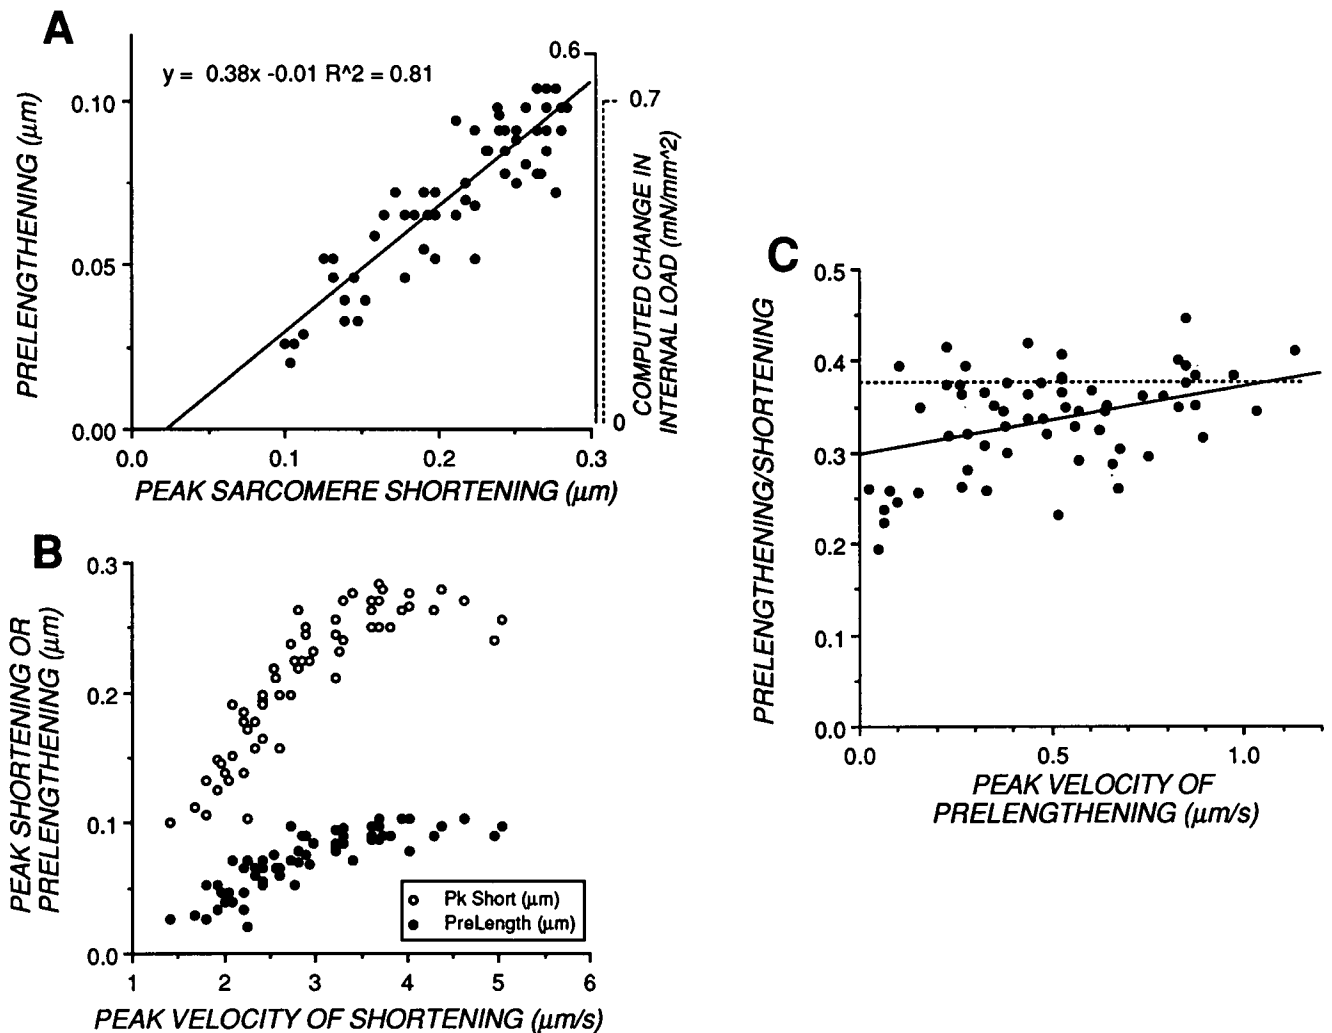 A
y = 0.38x -0.01 R^2 = 0.81
PRELENGTHENING (µm)
0.10
0.05
0.00
0.0
0.1
0.2
0.3
PEAK SARCOMERE SHORTENING (µm)
0.6
0.7
0
COMPUTED CHANGE IN
INTERNAL LOAD (mN/mm^2)
B
PEAK SHORTENING OR
PRELENGTHENING (µm)
0.3
0.2
0.1
0.0
1
2
3
4
5
6
PEAK VELOCITY OF SHORTENING (µm/s)
Pk Short (µm)
PreLength (µm)
C
PRELENGTHENING/SHORTENING
0.5
0.4
0.3
0.2
0.1
0.0
0.0
0.5
1.0
PEAK VELOCITY OF
PRELENGTHENING (µm/s)